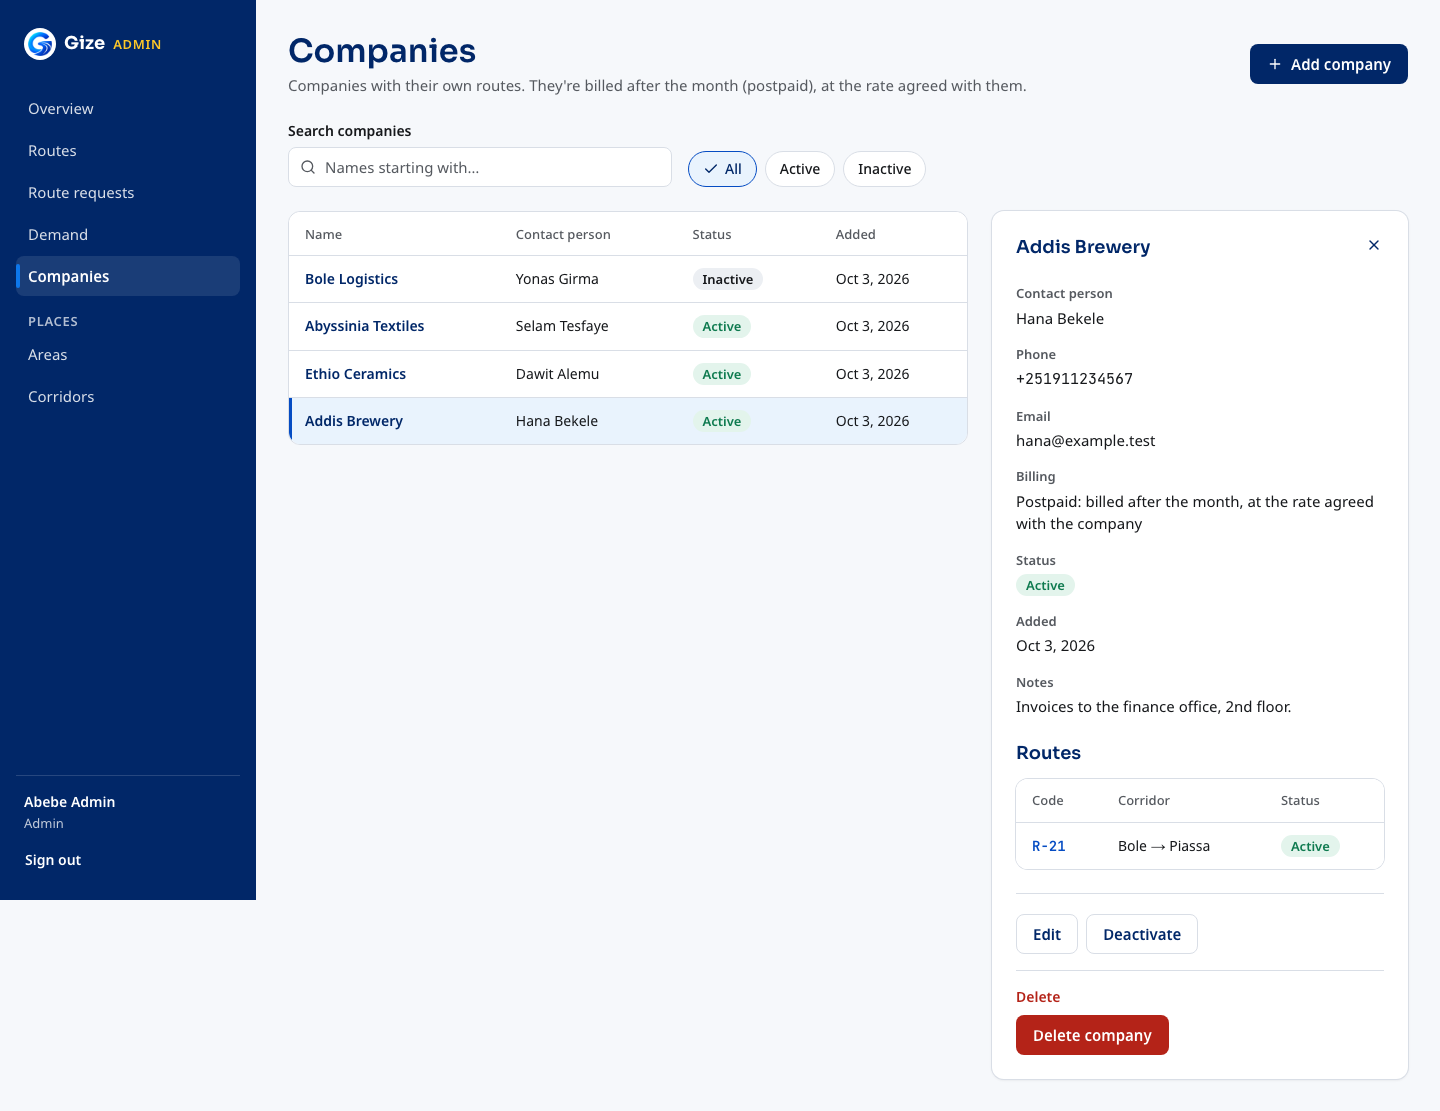 Gize ADMIN
Overview
Routes
Route requests
Demand
Companies
PLACES
Areas
Corridors
Abebe Admin
Admin
Sign out
Companies
Companies with their own routes. They're billed after the month (postpaid), at the rate agreed with them.
+ Add company
Search companies
Names starting with...
All
Active
Inactive
Name Contact person Status Added
Bole Logistics Yonas Girma Inactive Oct 3, 2026
Abyssinia Textiles Selam Tesfaye Active Oct 3, 2026
Ethio Ceramics Dawit Alemu Active Oct 3, 2026
Addis Brewery Hana Bekele Active Oct 3, 2026
Addis Brewery
Contact person
Hana Bekele
Phone
+251911234567
Email
hana@example.test
Billing
Postpaid: billed after the month, at the rate agreed
with the company
Status
Active
Added
Oct 3, 2026
Notes
Invoices to the finance office, 2nd floor.
Routes
Code Corridor Status
R-21 Bole → Piassa Active
Edit
Deactivate
Delete
Delete company